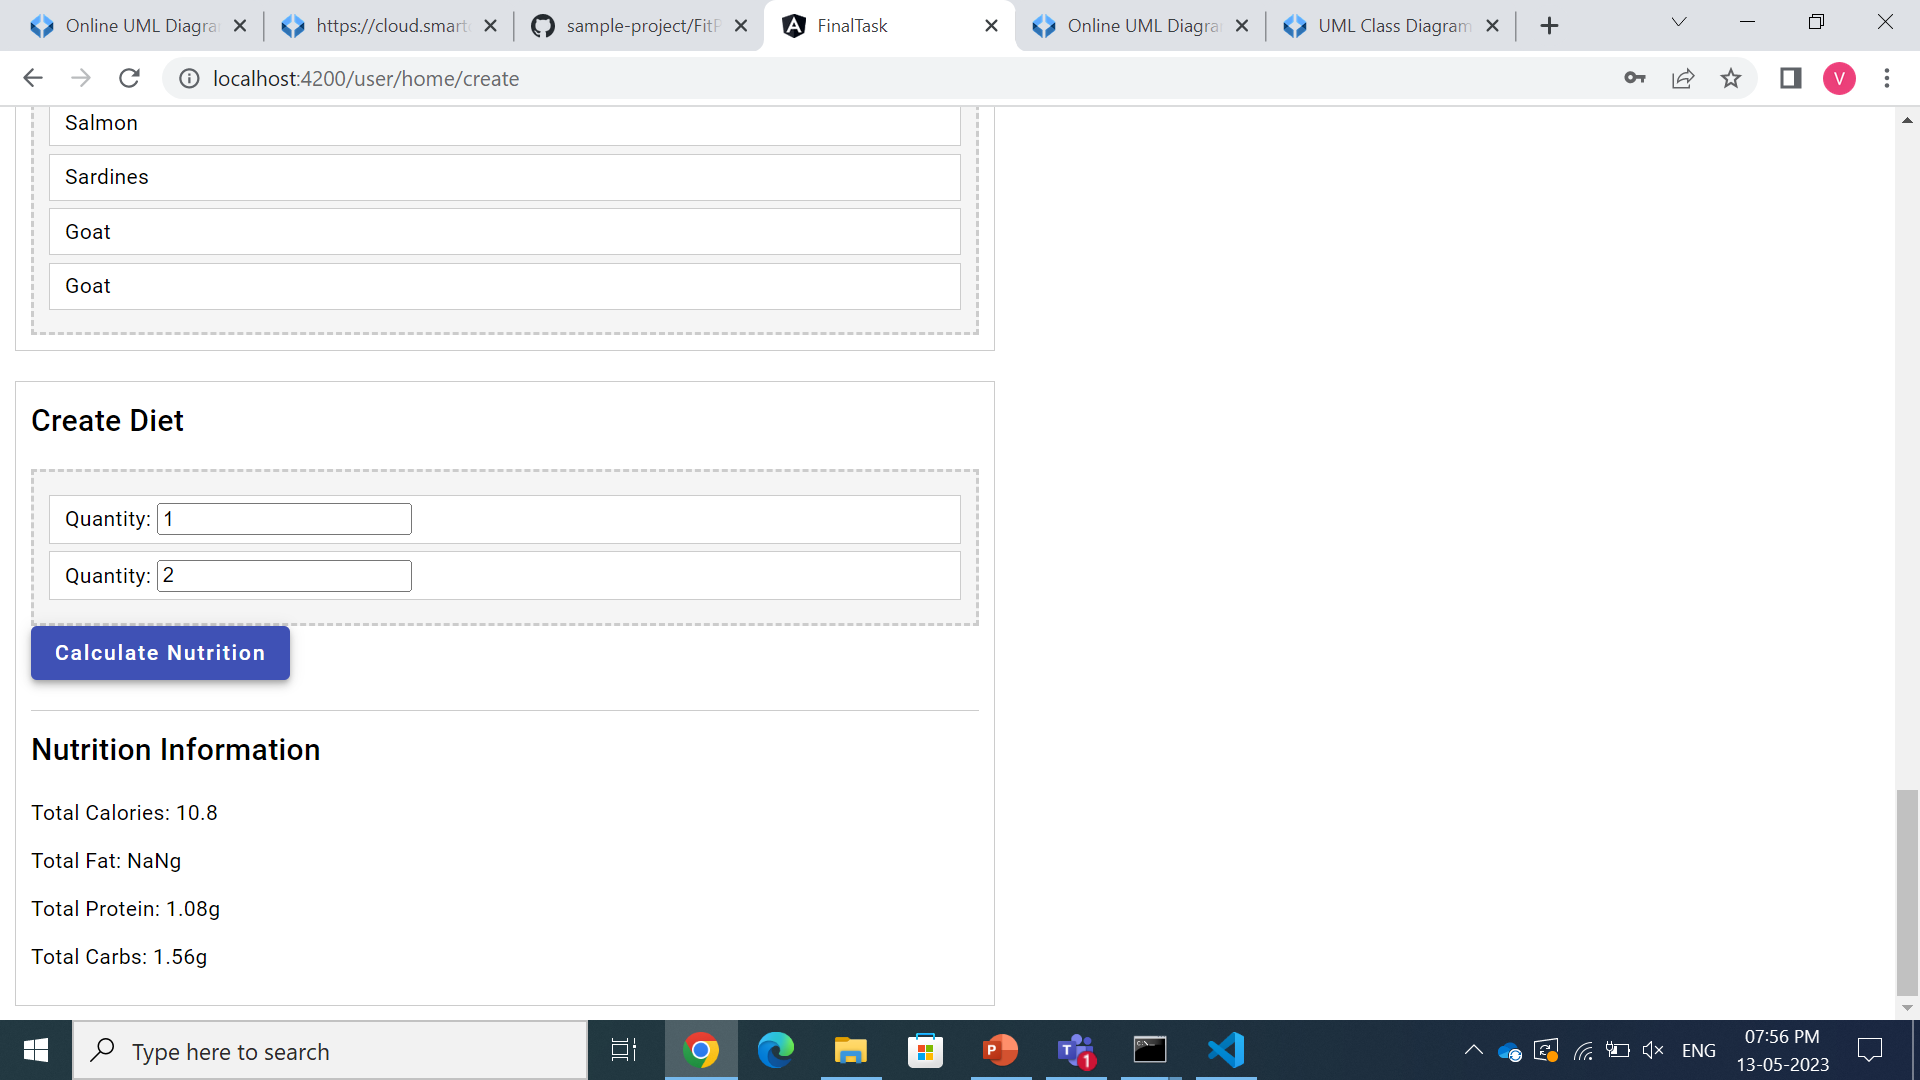 Online UML Diagra
https://cloud.smart
sample-project/FitP
FinalTask
Online UML Diagra
UML Class Diagram
localhost:4200/user/home/create
V
Salmon
Sardines
Goat
Goat
Create Diet
Quantity: 1
Quantity: 2
Calculate Nutrition
Nutrition Information
Total Calories: 10.8
Total Fat: NaNg
Total Protein: 1.08g
Total Carbs: 1.56g
Type here to search
1
ENG
07:56 PM
13-05-2023